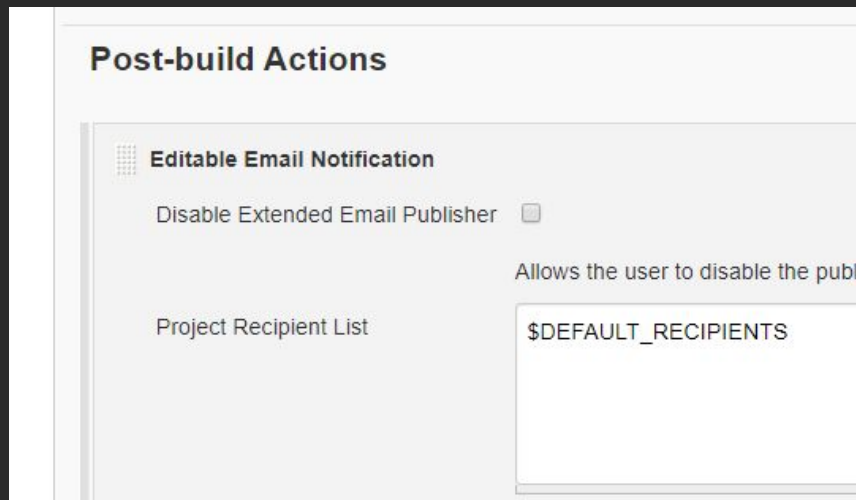 Post-build Actions
Editable Email Notification
Disable Extended Email Publisher
Allows the user to disable the
Project Recipient List
$DEFAULT_RECIPIENTS